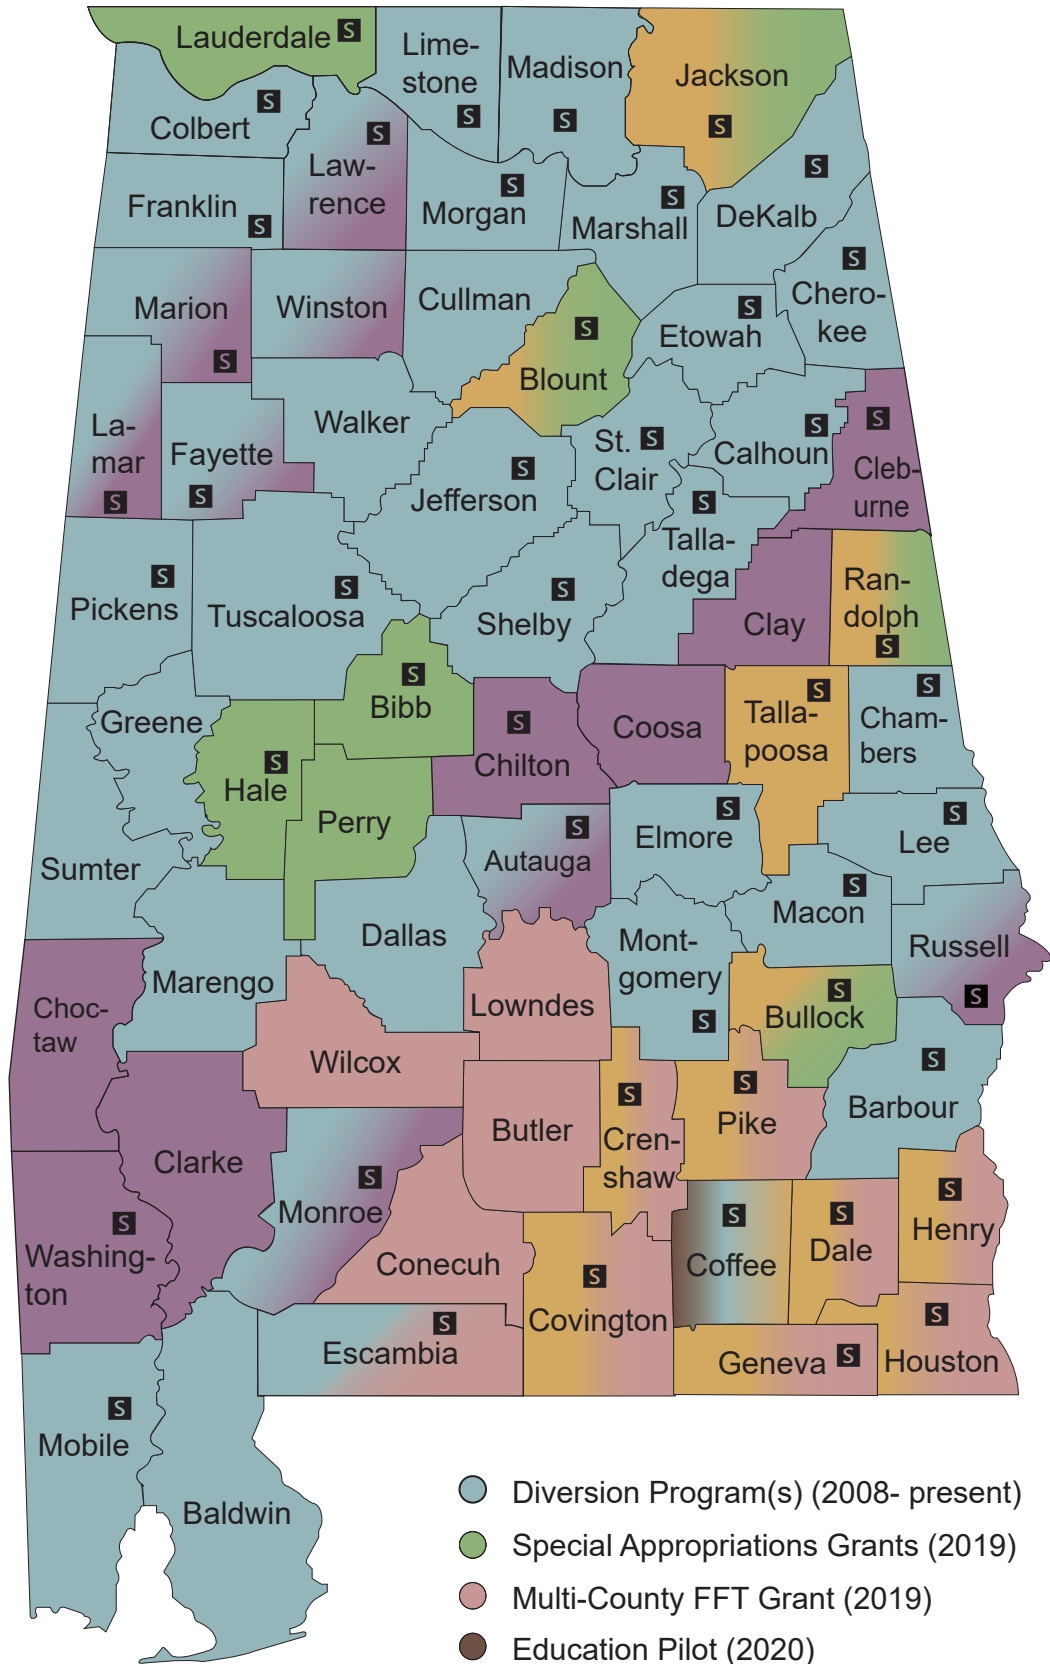 Lauderdale S
Lime-
stone
S
Madison
S
Jackson
S
Colbert S
Law-
rence
S
Franklin S
Morgan S
Marshall S
DeKalb S
Chero-
kee
S
Marion S
Winston
Cullman
Blount S
Etowah S
La-
mar
S
Fayette S
Walker
Jefferson S
St.
Clair
S
Calhoun S
Cleb-
urne
S
Talla-
dega
S
Pickens S
Tuscaloosa S
Shelby S
Clay
Ran-
dolph
S
Greene
Hale S
Bibb S
Perry
Chilton S
Coosa
Talla-
poosa
S
Cham-
bers
S
Sumter
Autauga S
Elmore S
Lee S
Macon S
Dallas
Marengo
Mont-
gomery
S
Russell S
Choc-
taw
Lowndes
Bullock S
Wilcox
Butler
Cren-
shaw
S
Pike S
Barbour S
Clarke
Monroe S
Washing-
ton
S
Conecuh
Covington S
Coffee S
Dale S
Henry S
Escambia S
Geneva S
Houston S
Mobile S
Baldwin
Diversion Program(s) (2008- present)
Special Appropriations Grants (2019)
Multi-County FFT Grant (2019)
Education Pilot (2020)